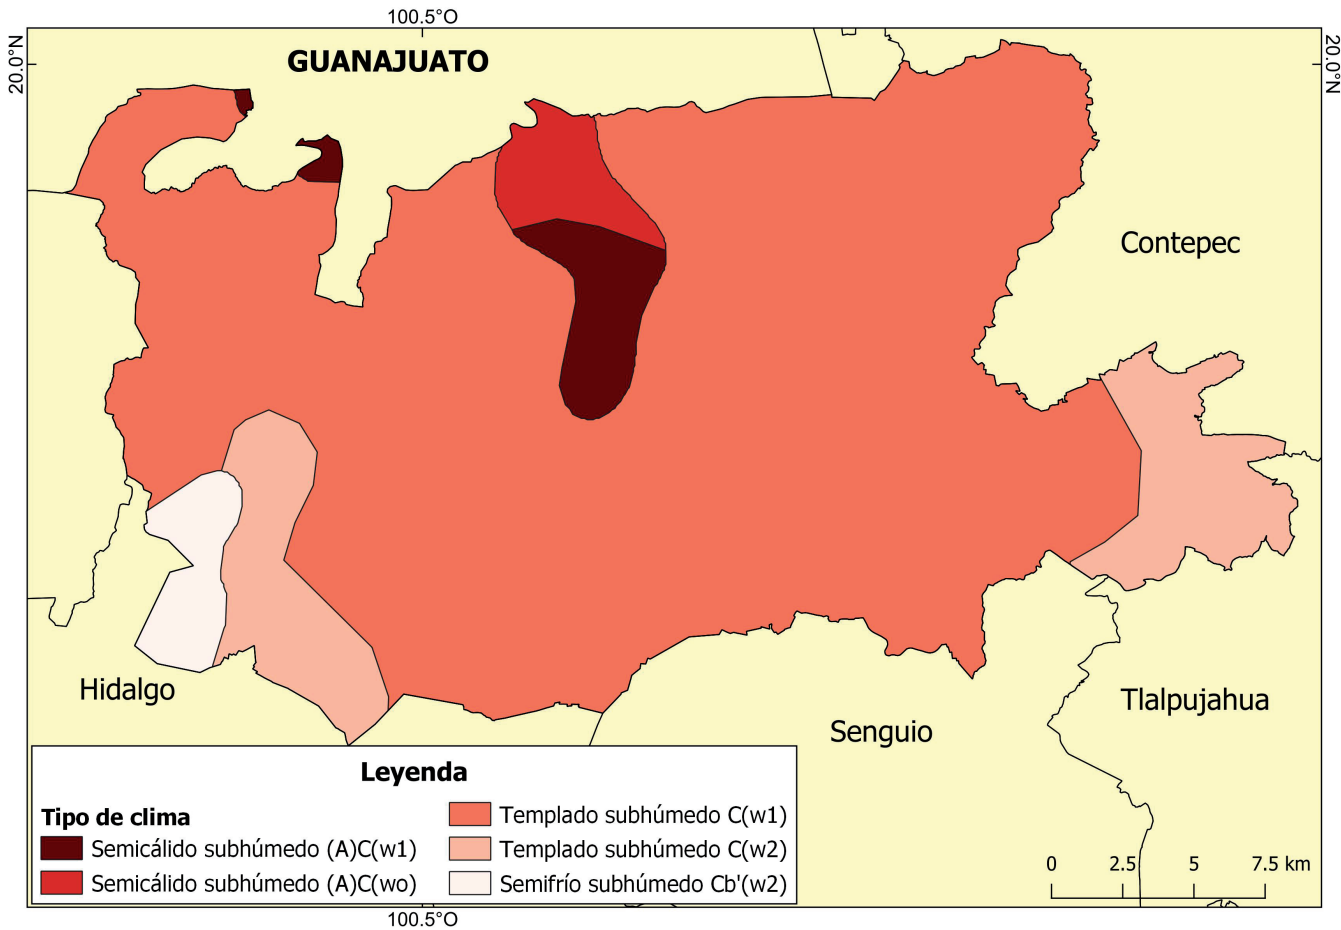 100.5°O
20.0°N
20.0°N
GUANAJUATO
Contepec
Hidalgo
Tlalpujahua
Senguio
Leyenda
Tipo de clima
Semicálido subhúmedo (A)C(w1)
Semicálido subhúmedo (A)C(wo)
Templado subhúmedo C(w1)
Templado subhúmedo C(w2)
Semifrío subhúmedo Cb'(w2)
0 2.5 5 7.5 km
100.5°O